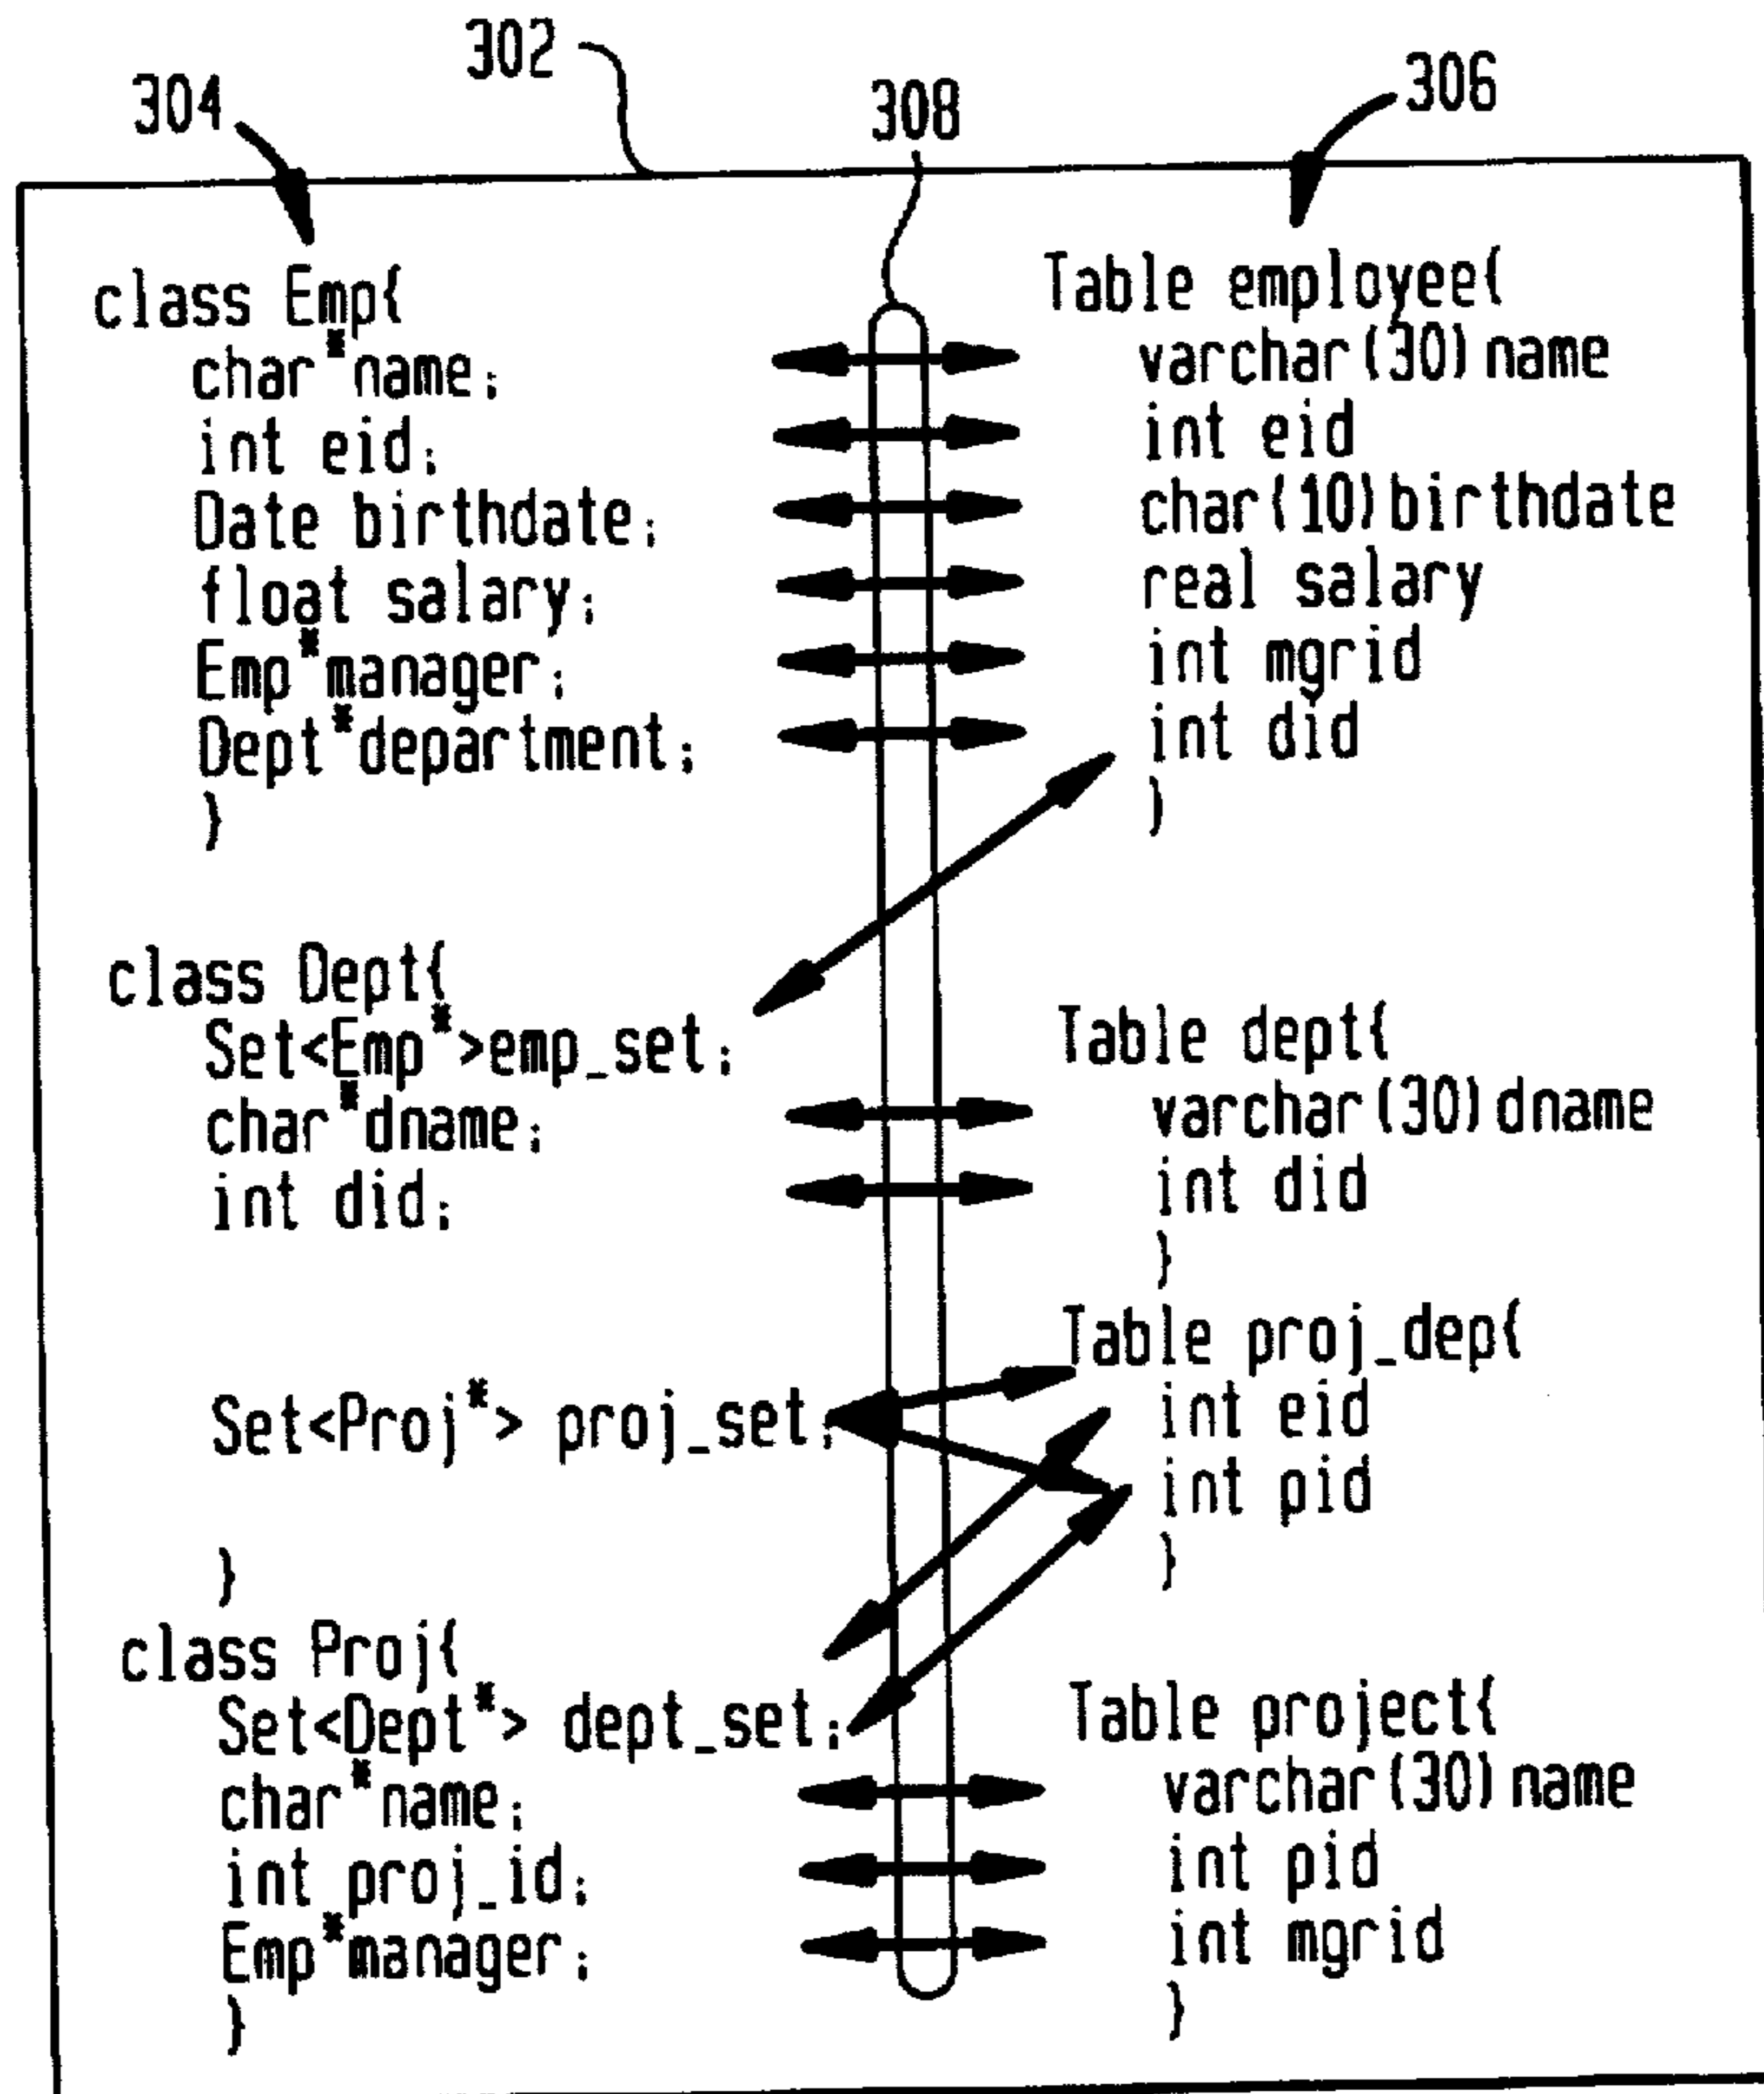 302
304
308
306
class Emp{
char*name;
int eid;
Date birthdate;
float salary;
Emp*manager;
Dept*department;
}
class Dept{
Set<Emp*>emp_set;
char*dname;
int did;
Set<Proj*> proj_set;
}
class Proj{
Set<Dept*> dept_set;
char*name;
int proj_id;
Emp*manager;
}
Table employee{
varchar(30)name
int eid
char(10)birthdate
real salary
int mgrid
int did
}
Table dept{
varchar(30)dname
int did
}
Table proj_dep{
int eid
int pid
}
Table project{
varchar(30)name
int pid
int mgrid
}